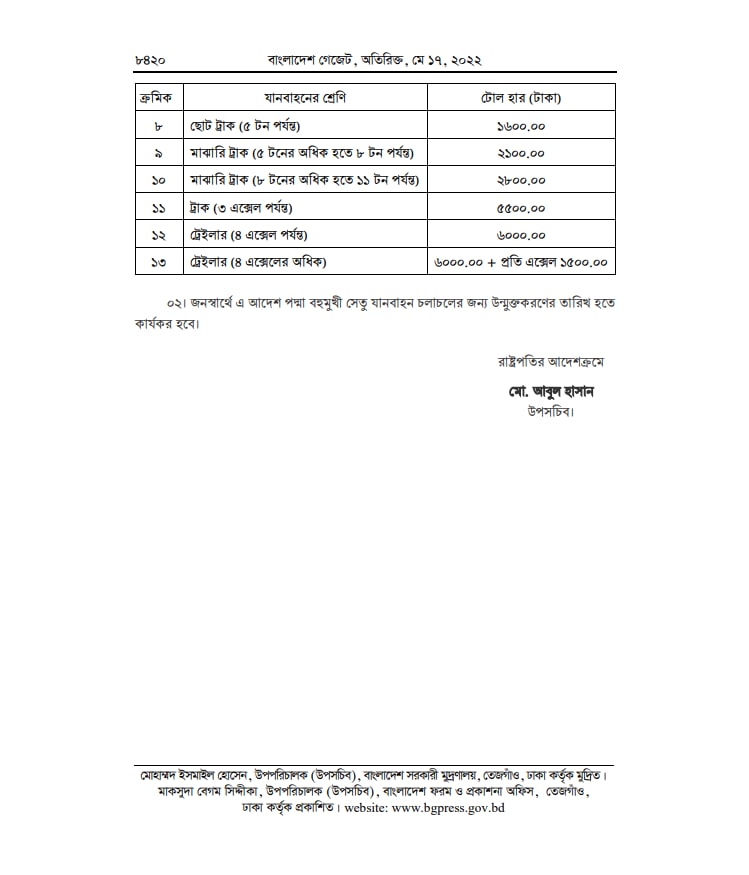 ৮৪২০ বাংলাদেশ গেজেট, অতিরিক্ত, মে ১৭, ২০২২
ক্রমিক যানবাহনের শ্রেণি টোল হার (টাকা)
৮ ছোট ট্রাক (৫ টন পর্যন্ত) ১৬০০.০০
৯ মাঝারি ট্রাক (৫ টনের অধিক হতে ৮ টন পর্যন্ত) ২১০০.০০
১০ মাঝারি ট্রাক (৮ টনের অধিক হতে ১১ টন পর্যন্ত) ২৮০০.০০
১১ ট্রাক (৩ এক্সেল পর্যন্ত) ৫৫০০.০০
১২ ট্রেইলার (৪ এক্সেল পর্যন্ত) ৬০০০.০০
১৩ ট্রেইলার (৪ এক্সেলের অধিক) ৬০০০.০০ + প্রতি এক্সেল ১৫০০.০০
০২। জনস্বার্থে এ আদেশ পদ্মা বহুমুখী সেতু যানবাহন চলাচলের জন্য উন্মুক্তকরণের তারিখ হতে
কার্যকর হবে।
রাষ্ট্রপতির আদেশক্রমে
মো. আবুল হাসান
উপসচিব।
মোহাম্মদ ইসমাইল হোসেন, উপপরিচালক (উপসচিব), বাংলাদেশ সরকারী মুদ্রণালয়, তেজগাঁও, ঢাকা কর্তৃক মুদ্রিত।
মাকসুদা বেগম সিদ্দীকা, উপপরিচালক (উপসচিব), বাংলাদেশ ফরম ও প্রকাশনা অফিস, তেজগাঁও,
ঢাকা কর্তৃক প্রকাশিত। website: www.bgpress.gov.bd